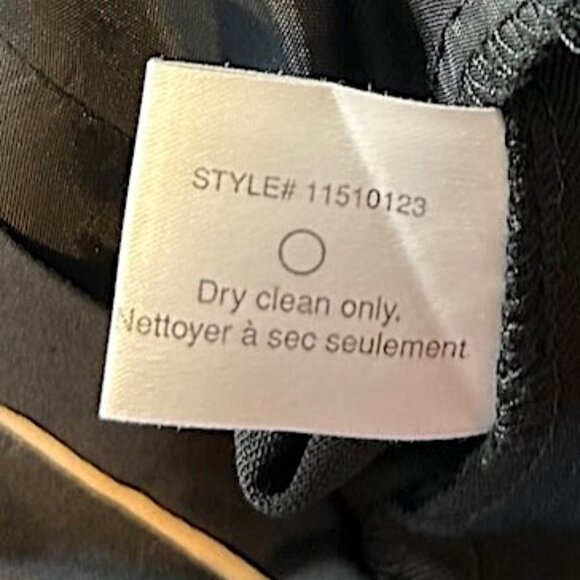 STYLE# 11510123
Dry clean only.
Nettoyer à sec seulement